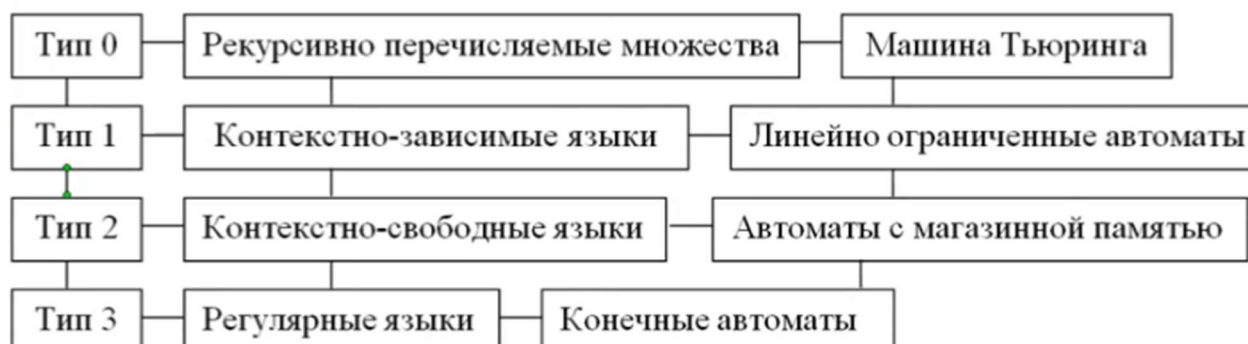 Тип 0 Рекурсивно перечисляемые множества Машина Тьюринга
Тип 1 Контекстно-зависимые языки Линейно ограниченные автоматы
Тип 2 Контекстно-свободные языки Автоматы с магазинной памятью
Тип 3 Регулярные языки Конечные автоматы